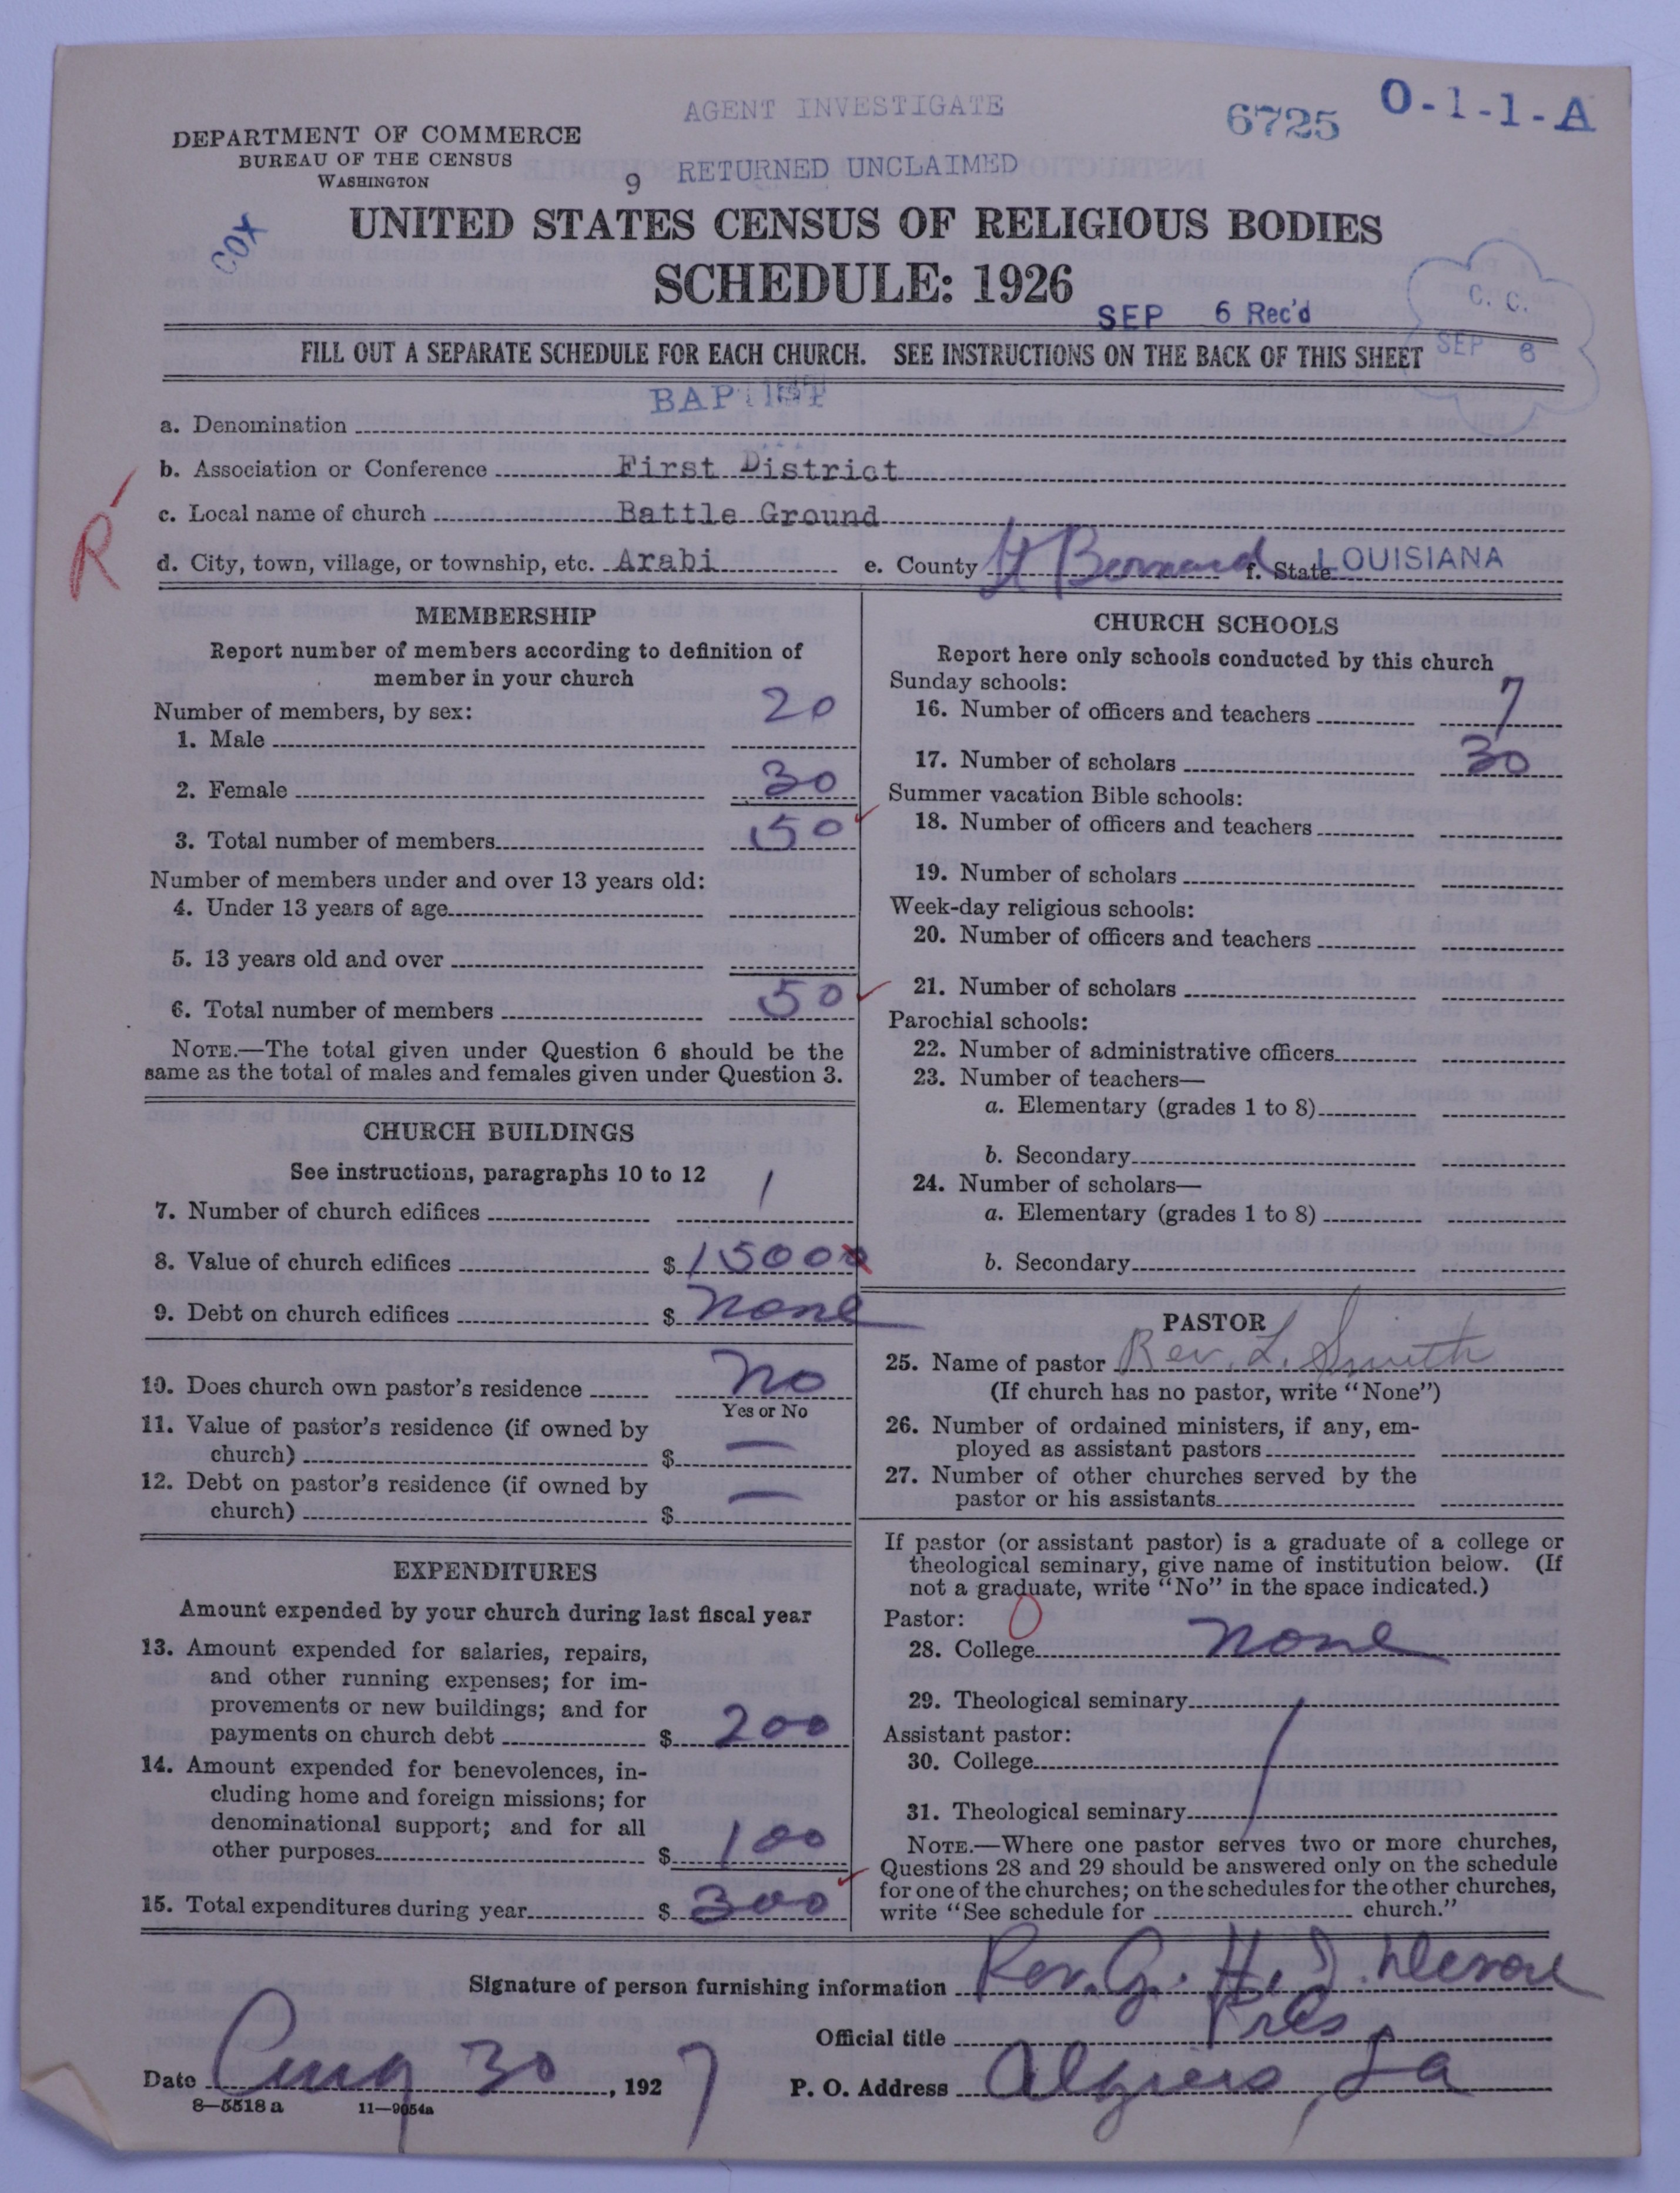 AGENT INVESTIGATE
6725 O-1-1-A
DEPARTMENT OF COMMERCE
BUREAU OF THE CENSUS
WASHINGTON
9 RETURNED UNCLAIMED
COX
UNITED STATES CENSUS OF RELIGIOUS BODIES
SCHEDULE: 1926
SEP 6 Rec'd
C. C.
SEP 6
FILL OUT A SEPARATE SCHEDULE FOR EACH CHURCH. SEE INSTRUCTIONS ON THE BACK OF THIS SHEET
BAPTIST
a. Denomination
b. Association or Conference First District
c. Local name of church Battle Ground
R
d. City, town, village, or township, etc. Arabi e. County St Bernard f. State LOUISIANA
MEMBERSHIP
Report number of members according to definition of
member in your church
Number of members, by sex:
1. Male 20
2. Female 30
3. Total number of members 50
Number of members under and over 13 years old:
4. Under 13 years of age
5. 13 years old and over
6. Total number of members 50
NOTE.—The total given under Question 6 should be the
same as the total of males and females given under Question 3.
CHURCH BUILDINGS
See instructions, paragraphs 10 to 12
7. Number of church edifices 1
8. Value of church edifices $ 1500
9. Debt on church edifices $ none
10. Does church own pastor's residence no
Yes or No
11. Value of pastor's residence (if owned by
church) $ —
12. Debt on pastor's residence (if owned by
church) $ —
EXPENDITURES
Amount expended by your church during last fiscal year
13. Amount expended for salaries, repairs,
and other running expenses; for im-
provements or new buildings; and for
payments on church debt $ 200
14. Amount expended for benevolences, in-
cluding home and foreign missions; for
denominational support; and for all
other purposes $ 100
15. Total expenditures during year $ 300
CHURCH SCHOOLS
Report here only schools conducted by this church
Sunday schools:
16. Number of officers and teachers 7
17. Number of scholars 30
Summer vacation Bible schools:
18. Number of officers and teachers
19. Number of scholars
Week-day religious schools:
20. Number of officers and teachers
21. Number of scholars
Parochial schools:
22. Number of administrative officers
23. Number of teachers—
a. Elementary (grades 1 to 8)
b. Secondary
24. Number of scholars—
a. Elementary (grades 1 to 8)
b. Secondary
PASTOR
25. Name of pastor Rev. L. Smith
(If church has no pastor, write "None")
26. Number of ordained ministers, if any, em-
ployed as assistant pastors
27. Number of other churches served by the
pastor or his assistants
If pastor (or assistant pastor) is a graduate of a college or
theological seminary, give name of institution below. (If
not a graduate, write "No" in the space indicated.)
Pastor: 0
28. College none
29. Theological seminary
Assistant pastor:
30. College
31. Theological seminary
NOTE.—Where one pastor serves two or more churches,
Questions 28 and 29 should be answered only on the schedule
for one of the churches; on the schedules for the other churches,
write "See schedule for church."
Signature of person furnishing information Rev. G. H.
Official title Pres.
Date Aug 30, 1927 P. O. Address Algiers, La
8—5518 a 11—9054a